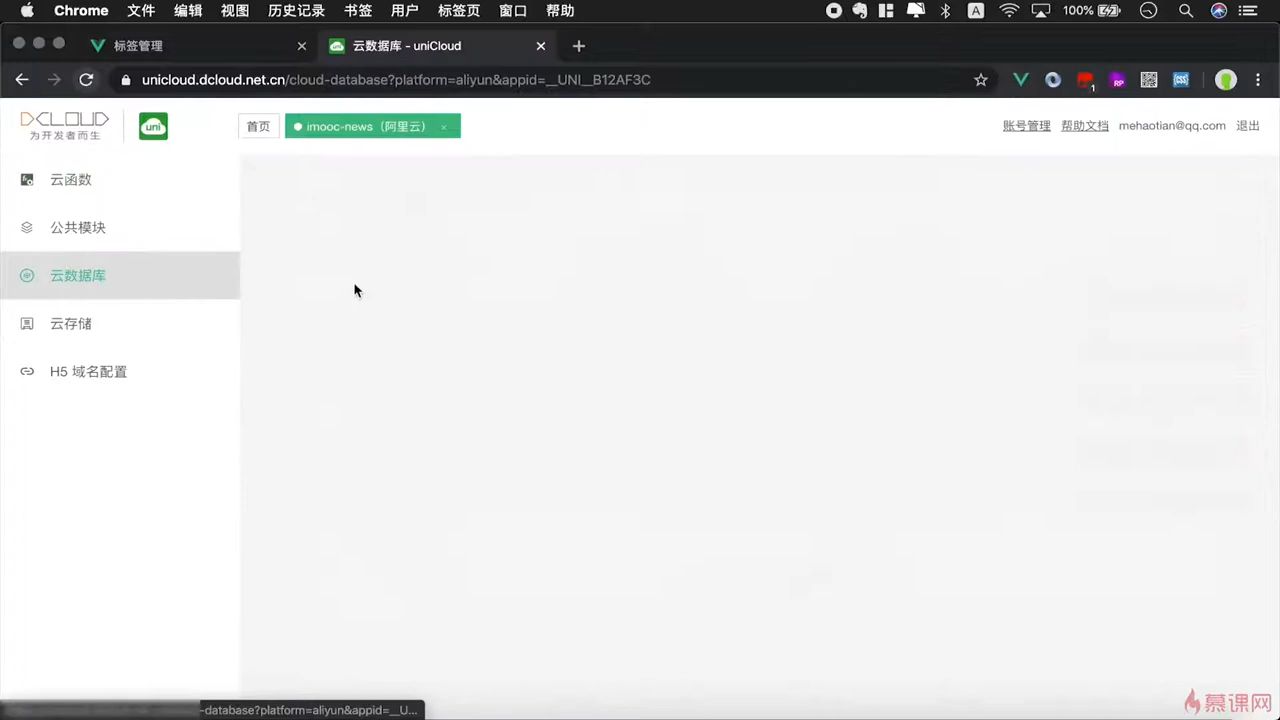 Chrome 文件 编辑 视图 历史记录 书签 用户 标签页 窗口 帮助 A 100%
标签管理 云数据库 - uniCloud
unicloud.dcloud.net.cn/cloud-database?platform=aliyun&appid=__UNI__B12AF3C RP 1 CSS
DCLOUD
为开发者而生
uni
首页 imooc-news（阿里云） ×
账号管理 帮助文档 mehaotian@qq.com 退出
云函数
公共模块
云数据库
云存储
H5 域名配置
-database?platform=aliyun&appid=__U...
慕课网